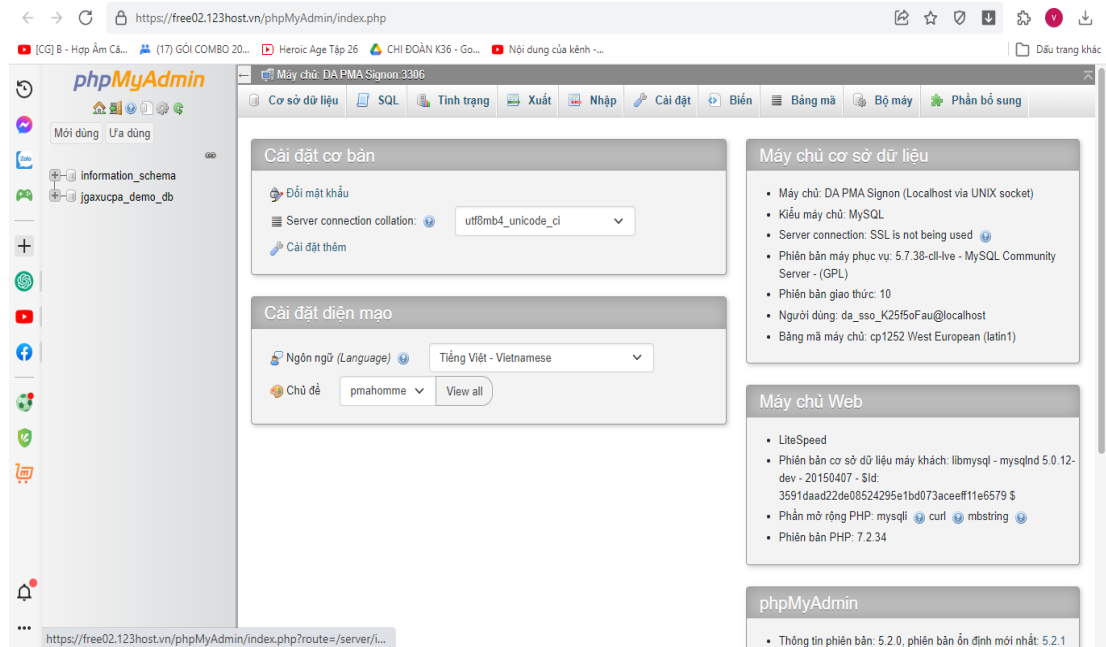 https://free02.123host.vn/phpMyAdmin/index.php
V
[CG] B - Hợp Âm Că...
(17) GÓI COMBO 20...
Heroic Age Tập 26
CHI ĐOÀN K36 - Go...
Nội dung của kênh -...
Dấu trang khác
phpMyAdmin
Mới dùng
Ưa dùng
information_schema
jgaxucpa_demo_db
Zalo
Máy chủ: DA PMA Signon:3306
Cơ sở dữ liệu
SQL
Tình trạng
Xuất
Nhập
Cài đặt
Biến
Bảng mã
Bộ máy
Phần bổ sung
Cài đặt cơ bản
Đổi mật khẩu
Server connection collation:
utf8mb4_unicode_ci
Cài đặt thêm
Cài đặt diện mạo
Ngôn ngữ (Language)
Tiếng Việt - Vietnamese
Chủ đề
pmahomme
View all
Máy chủ cơ sở dữ liệu
Máy chủ: DA PMA Signon (Localhost via UNIX socket)
Kiểu máy chủ: MySQL
Server connection: SSL is not being used
Phiên bản máy phục vụ: 5.7.38-cll-lve - MySQL Community
Server - (GPL)
Phiên bản giao thức: 10
Người dùng: da_sso_K25f5oFau@localhost
Bảng mã máy chủ: cp1252 West European (latin1)
Máy chủ Web
LiteSpeed
Phiên bản cơ sở dữ liệu máy khách: libmysql - mysqlnd 5.0.12-
dev - 20150407 - $Id:
3591daad22de08524295e1bd073aceeff11e6579 $
Phần mở rộng PHP: mysqli curl mbstring
Phiên bản PHP: 7.2.34
phpMyAdmin
Thông tin phiên bản: 5.2.0, phiên bản ổn định mới nhất: 5.2.1
https://free02.123host.vn/phpMyAdmin/index.php?route=/server/i...